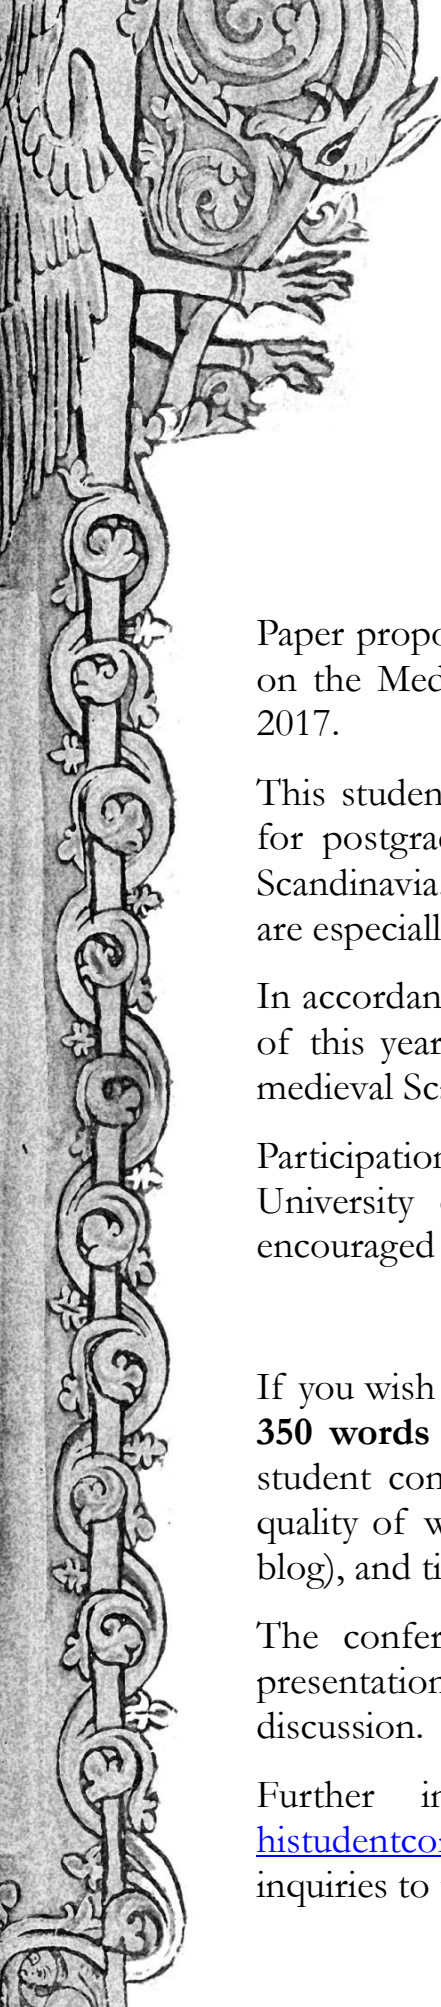 Paper propo
on the Med
2017.
This studen
for postgrad
Scandinavia.
are especiall
In accordan
of this year
medieval Sc
Participation
University
encouraged
If you wish
350 words
student con
quality of w
blog), and ti
The confer
presentation
discussion.
Further in
histudentcon
inquiries to